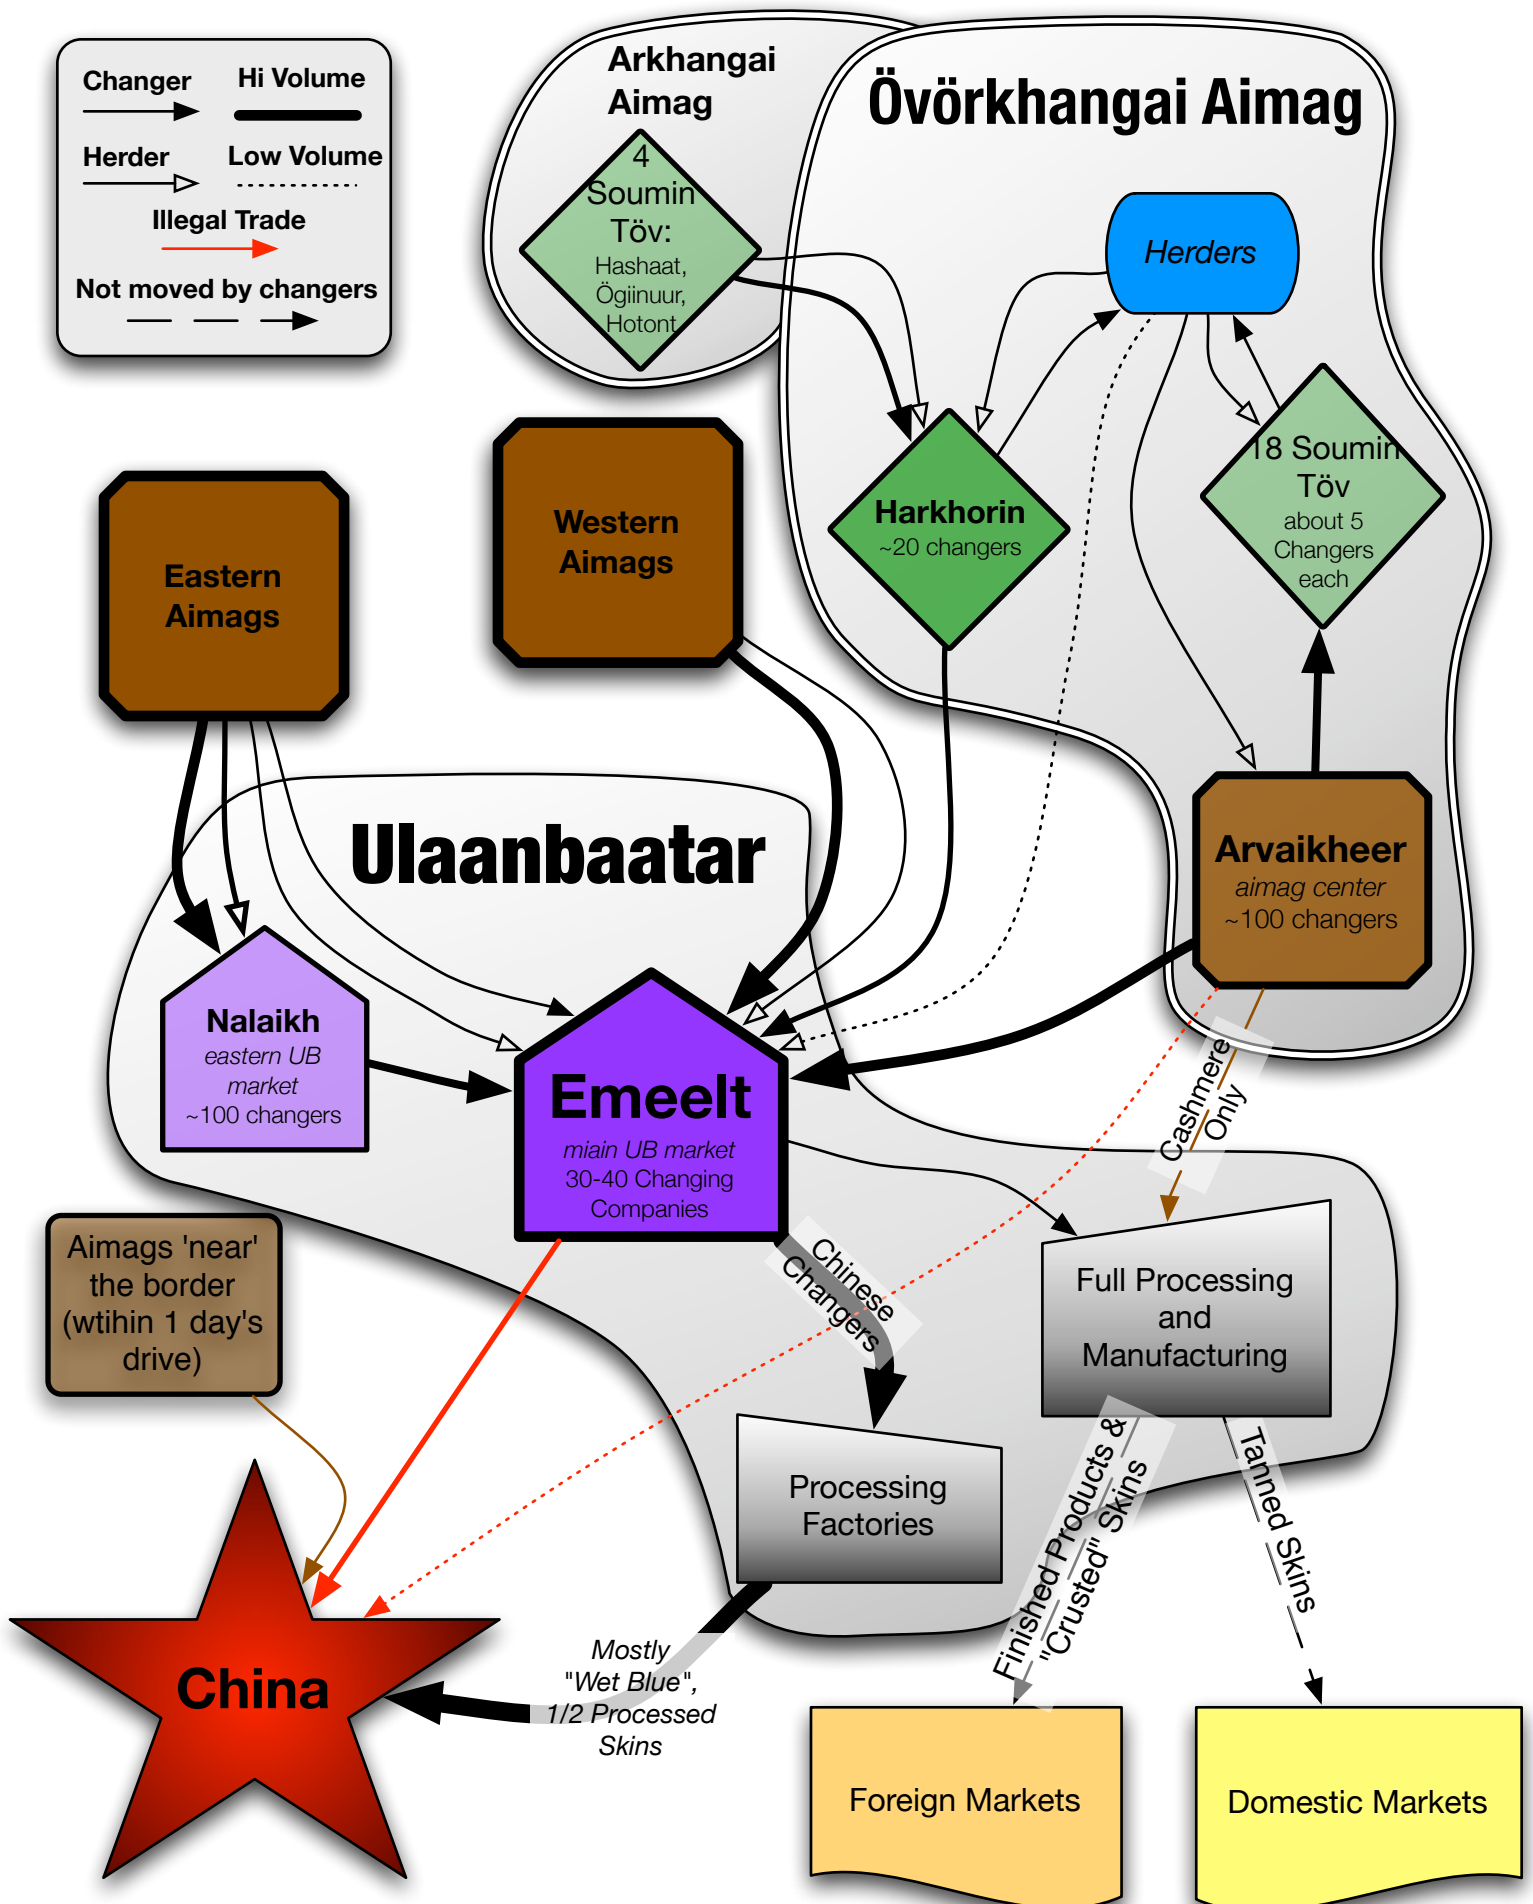 Changer
Hi Volume
Herder
Low Volume
Illegal Trade
Not moved by changers
Arkhangai
Aimag
Övörkhangai Aimag
4
Soumin
Töv:
Hashaat,
Ögiinuur,
Hotont
Herders
Eastern
Aimags
Western
Aimags
Harkhorin
~20 changers
18 Soumin
Töv
about 5
Changers
each
Ulaanbaatar
Arvaikheer
aimag center
~100 changers
Nalaikh
eastern UB
market
~100 changers
Emeelt
miain UB market
30-40 Changing
Companies
Cashmere
Only
Aimags 'near'
the border
(wtihin 1 day's
drive)
Chinese
Changers
Full Processing
and
Manufacturing
Processing
Factories
Finished Products &
"Crusted" Skins
Tanned Skins
China
Mostly
"Wet Blue",
1/2 Processed
Skins
Foreign Markets
Domestic Markets